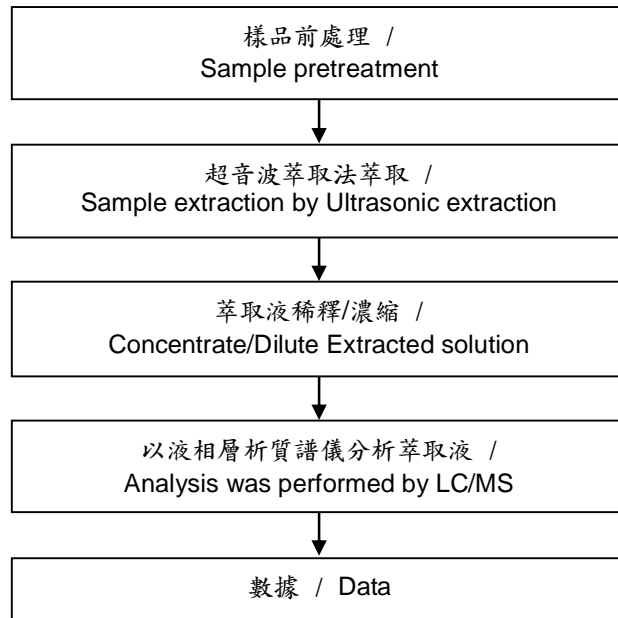 樣品前處理 /
Sample pretreatment
超音波萃取法萃取 /
Sample extraction by Ultrasonic extraction
萃取液稀釋/濃縮 /
Concentrate/Dilute Extracted solution
以液相層析質譜儀分析萃取液 /
Analysis was performed by LC/MS
數據 / Data